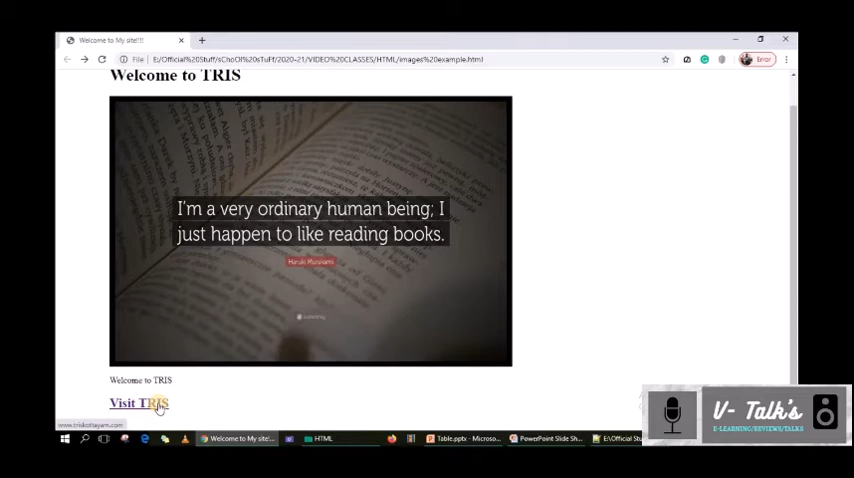 Welcome to My site!!!!
File | E:/Official%20Stuff/sChoOl%20sTuFf/2020-21/VIDEO%20CLASSES/HTML/images%20example.html
Error
Welcome to TRIS
I'm a very ordinary human being; I
just happen to like reading books.
Haruki Murakami
Welcome to TRIS
Visit TRIS
www.triskottayam.com
Welcome to My site!...
HTML
Table.pptx - Microso...
PowerPoint Slide Sh...
E:\Official Stu
V- Talk's
E-LEARNING/REVIEWS/TALKS